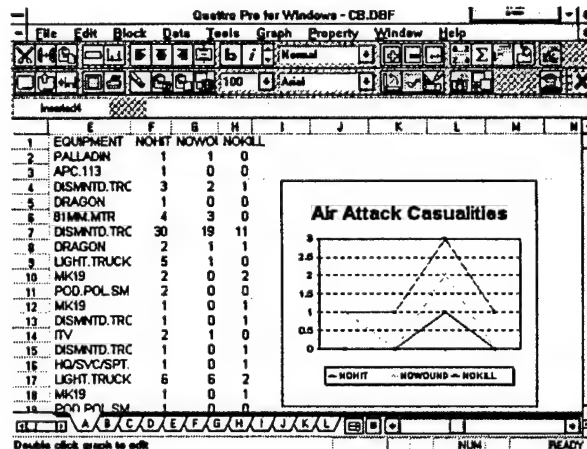 Quattro Pro for Windows - CB.DBF
File Edit Block Data Tools Graph Property Window Help
b i Normal Σ
100 Arial
Inserted4
E F G H I J K L M N
1 EQUIPMENT NOHIT NOWOU NOKILL
2 PALLADIN 1 1 0
3 APC.113 1 1 0
4 DISMNTD.TRC 3 2 1
5 DRAGON 1 0 0
6 81MM.MTR 4 3 0
7 DISMNTD.TRC 30 19 11
8 DRAGON 2 1 1
9 LIGHT.TRUCK 5 1 0
10 MK19 2 0 2
11 POD.POL.SM 2 0 0
12 MK19 1 0 1
13 DISMNTD.TRC 1 0 1
14 ITV 2 1 0
15 DISMNTD.TRC 1 0 1
16 HQ/SVC/SPT. 1 0 1
17 LIGHT.TRUCK 6 6 2
18 MK19 1 0 1
19 POD.POL.SM 1 0 0
Air Attack Casualities
3
2.5
2
1.5
1
0.5
0
NOHIT NOWOUND NOKILL
A B C D E F G H I J K L
Double click graph to edit NUM READY